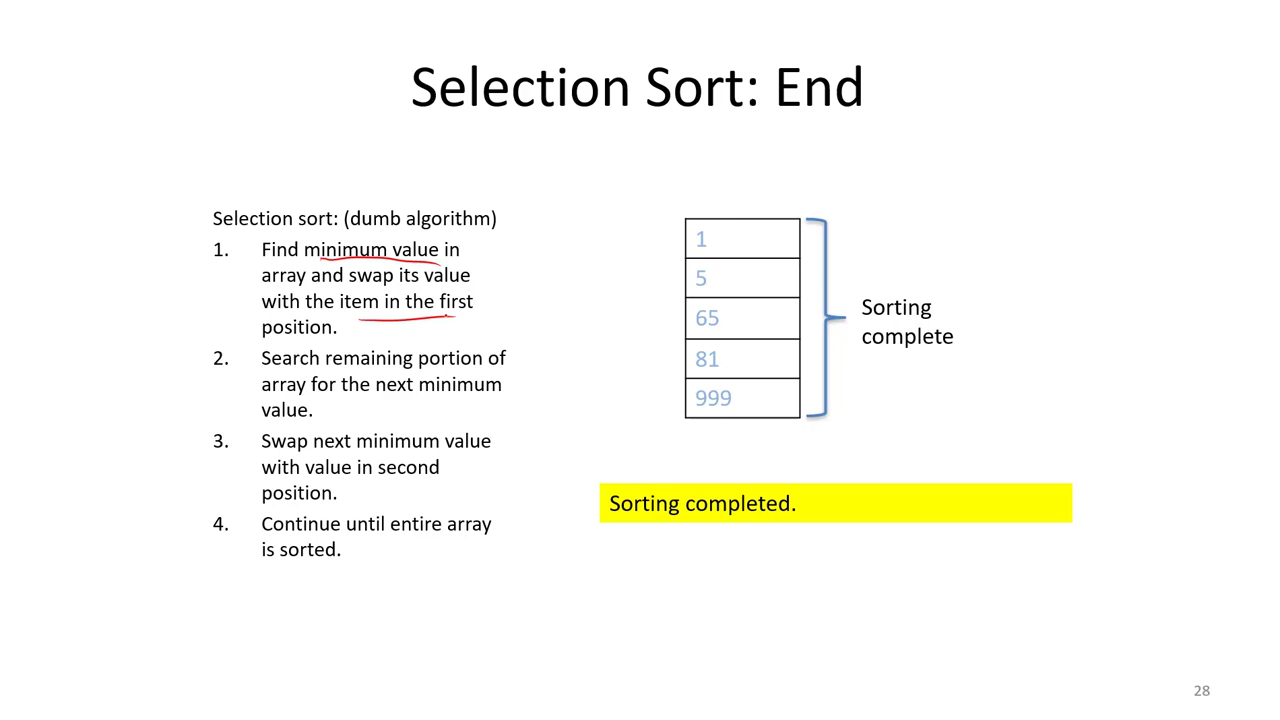 Selection Sort: End
Selection sort: (dumb algorithm)
1. Find minimum value in
array and swap its value
with the item in the first
position.
2. Search remaining portion of
array for the next minimum
value.
3. Swap next minimum value
with value in second
position.
4. Continue until entire array
is sorted.
1
5
65
81
999
Sorting
complete
Sorting completed.
28